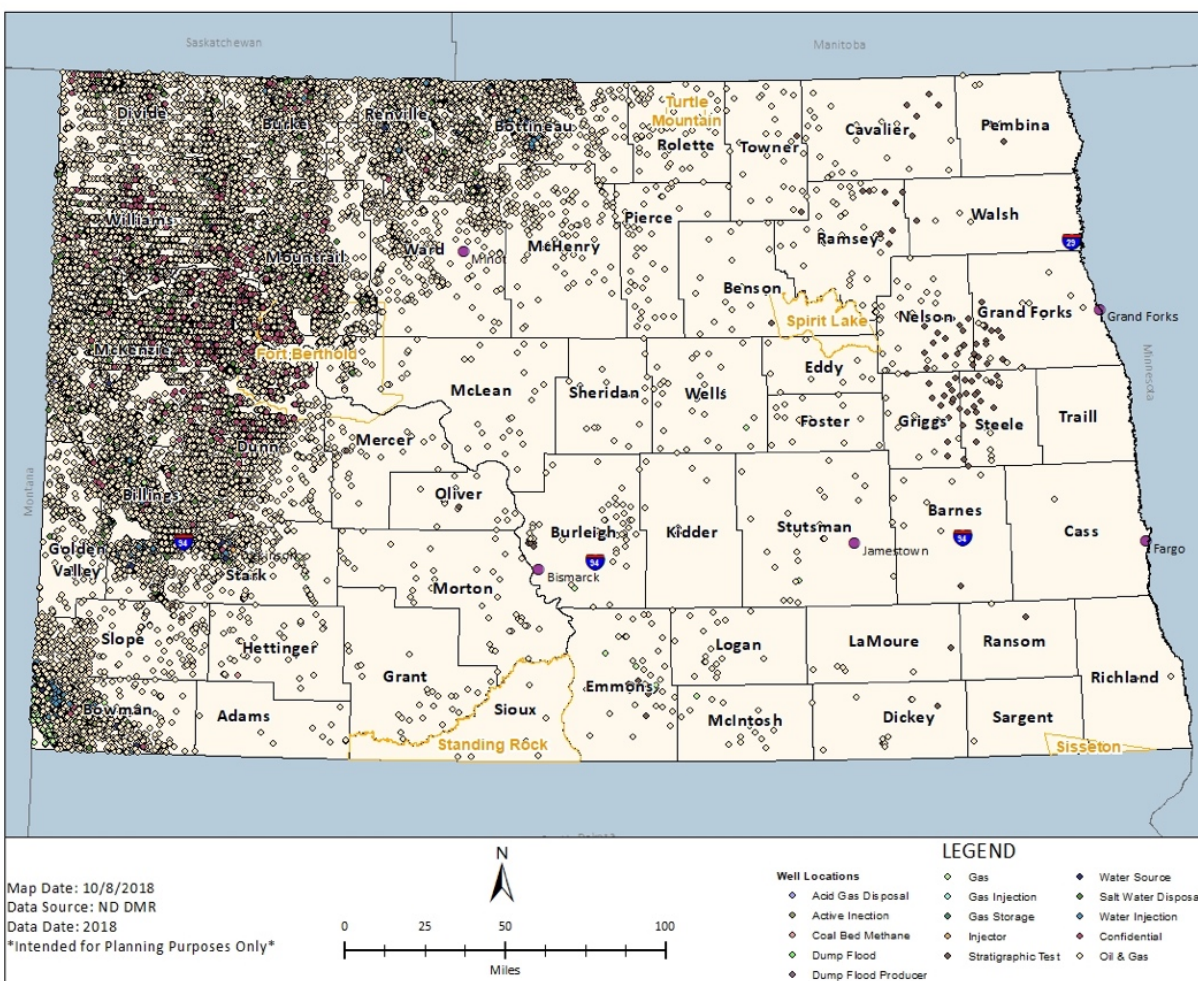 Saskatchewan
Manitoba
Divide
Burke
Renville
Bottineau
Turtle
Mountain
Rolette
Towner
Cavalier
Pembina
Williams
Mountrail
Ward
Minot
McHenry
Pierce
Benson
Ramsey
Walsh
29
McKenzie
Fort Berthold
McLean
Sheridan
Wells
Spirit Lake
Eddy
Nelson
Grand Forks
Grand Forks
Minnesota
Foster
Griggs
Steele
Traill
Dunn
Mercer
Oliver
Montana
Billings
Golden
Valley
94
Stark
Burleigh
94
Bismarck
Kidder
Stutsman
Jamestown
Barnes
94
Cass
Fargo
Morton
Slope
Hettinger
Grant
Logan
LaMoure
Ransom
Richland
Bowman
Adams
Sioux
Standing Rock
Emmons
McIntosh
Dickey
Sargent
Sisseton
Map Date: 10/8/2018
Data Source: ND DMR
Data Date: 2018
*Intended for Planning Purposes Only*
N
0 25 50 100
Miles
LEGEND
Well Locations
Acid Gas Disposal
Active Inection
Coal Bed Methane
Dump Flood
Dump Flood Producer
Gas
Gas Injection
Gas Storage
Injector
Stratigraphic Test
Water Source
Salt Water Disposa
Water Injection
Confidential
Oil & Gas